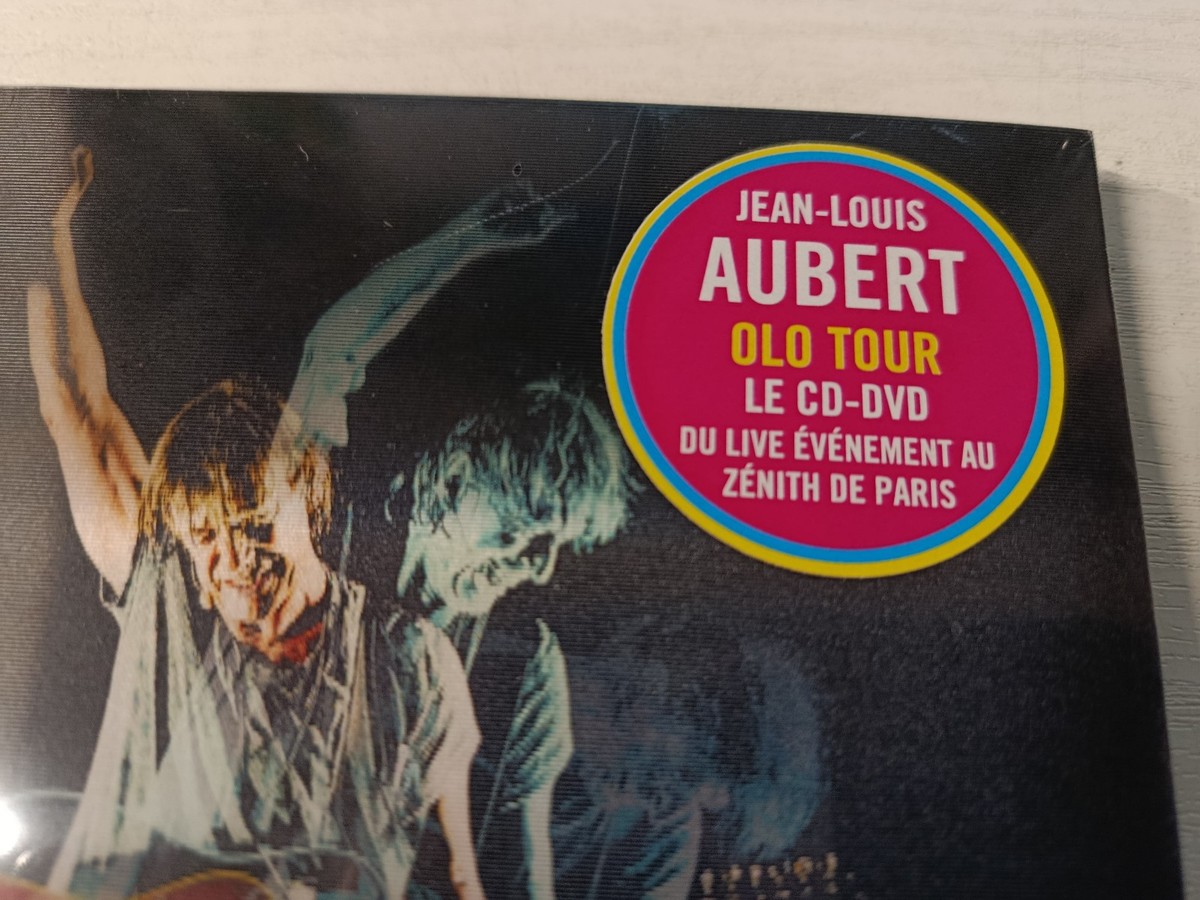 JEAN-LOUIS
AUBERT
OLO TOUR
LE CD-DVD
DU LIVE ÉVÉNEMENT AU
ZÉNITH DE PARIS